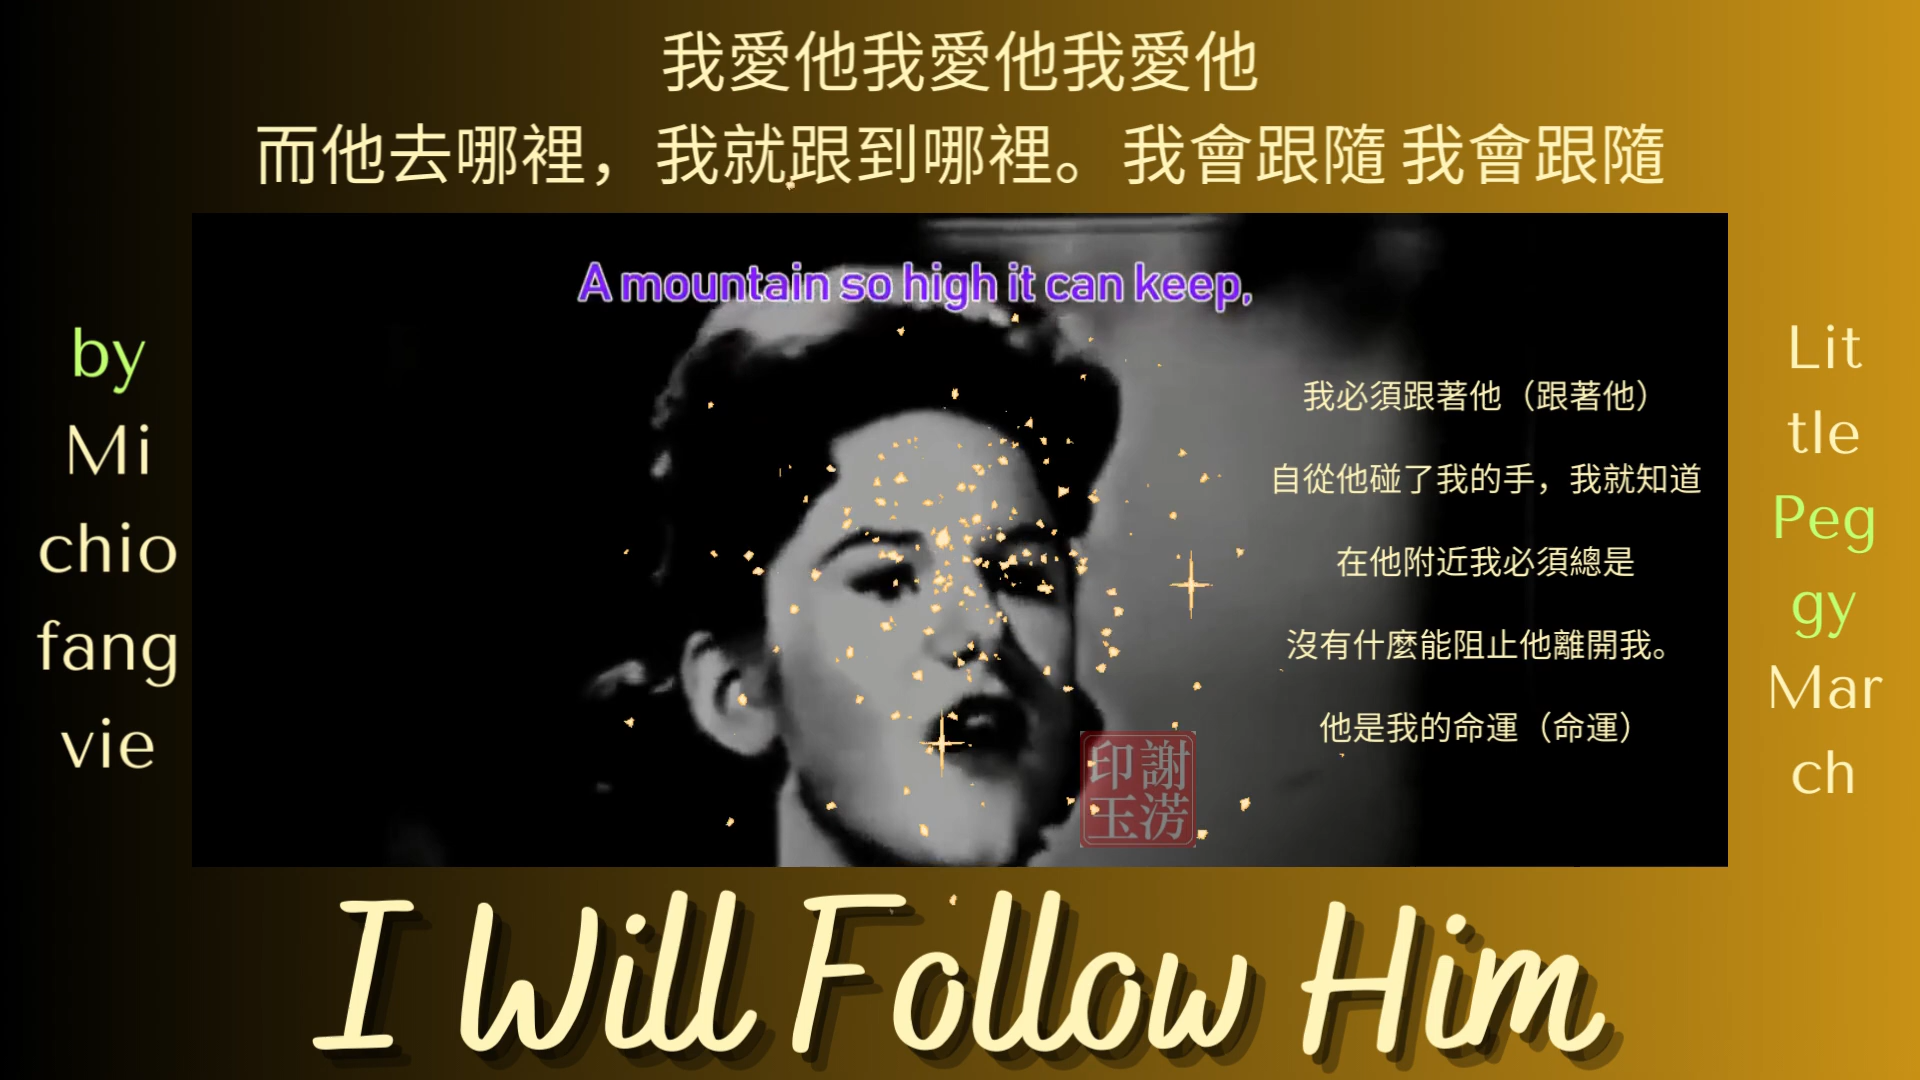 我愛他我愛他我愛他
而他去哪裡，我就跟到哪裡。我會跟隨 我會跟隨
A mountain so high it can keep,
by
Mi
chio
fang
vie
我必須跟著他（跟著他）
自從他碰了我的手，我就知道
在他附近我必須總是
沒有什麼能阻止他離開我。
他是我的命運（命運）
Lit
tle
Peg
gy
Mar
ch
印謝
玉淓
I Will Follow Him